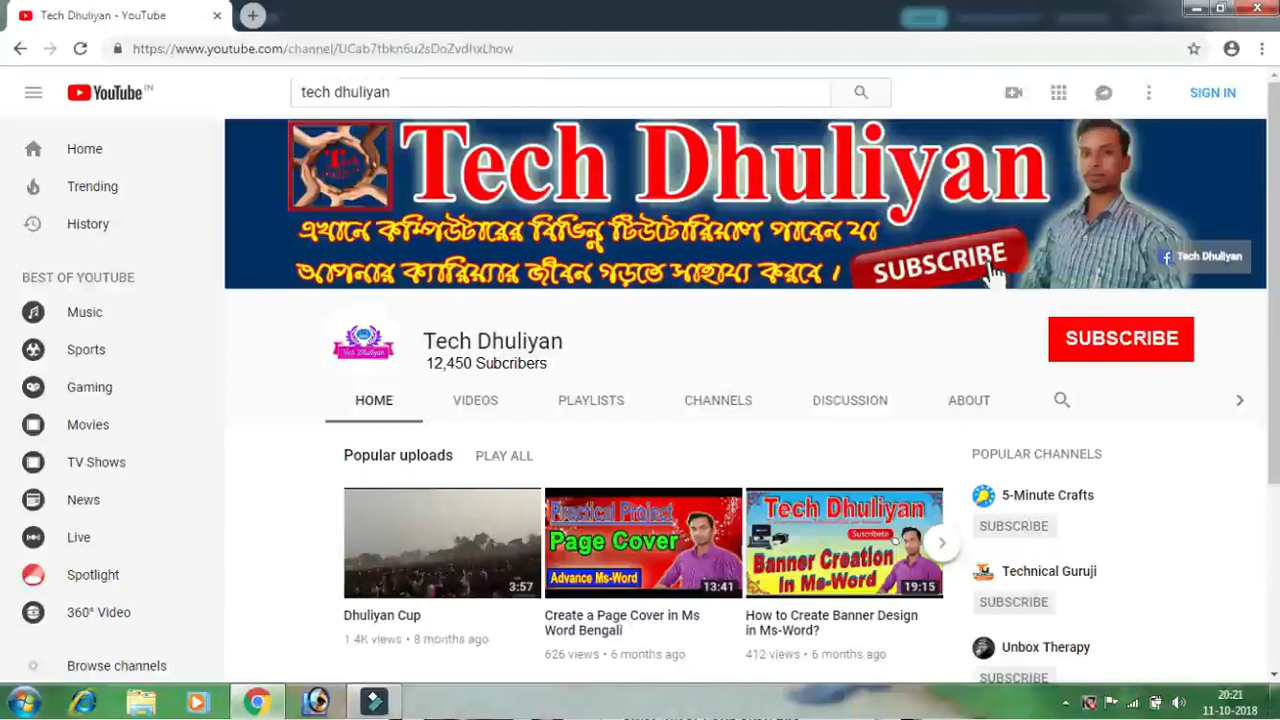 Tech Dhuliyan - YouTube
https://www.youtube.com/channel/UCab7tbkn6u2sDoZvdhxLhow
YouTube IN
tech dhuliyan
SIGN IN
Home
Trending
History
BEST OF YOUTUBE
Music
Sports
Gaming
Movies
TV Shows
News
Live
Spotlight
360° Video
Browse channels
Tech Dhuliyan
এখানে কম্পিউটারের বিভিন্ন টিউটোরিয়াল পাবেন যা
আপনার ক্যারিয়ার জীবন গড়তে সাহায্য করবে ।
SUBSCRIBE
Tech Dhuliyan
Tech Dhuliyan
Tech Dhuliyan
12,450 Subcribers
SUBSCRIBE
HOME VIDEOS PLAYLISTS CHANNELS DISCUSSION ABOUT
Popular uploads PLAY ALL
3:57
Dhuliyan Cup
1.4K views • 8 months ago
Practical Project
Page Cover
Advance Ms-Word
13:41
Create a Page Cover in Ms
Word Bengali
626 views • 6 months ago
Tech Dhuliyan
Suscribete
Banner Creation
In Ms-Word
19:15
How to Create Banner Design
in Ms-Word?
412 views • 6 months ago
POPULAR CHANNELS
5-Minute Crafts
SUBSCRIBE
Technical Guruji
SUBSCRIBE
Unbox Therapy
SUBSCRIBE
20:21
11-10-2018